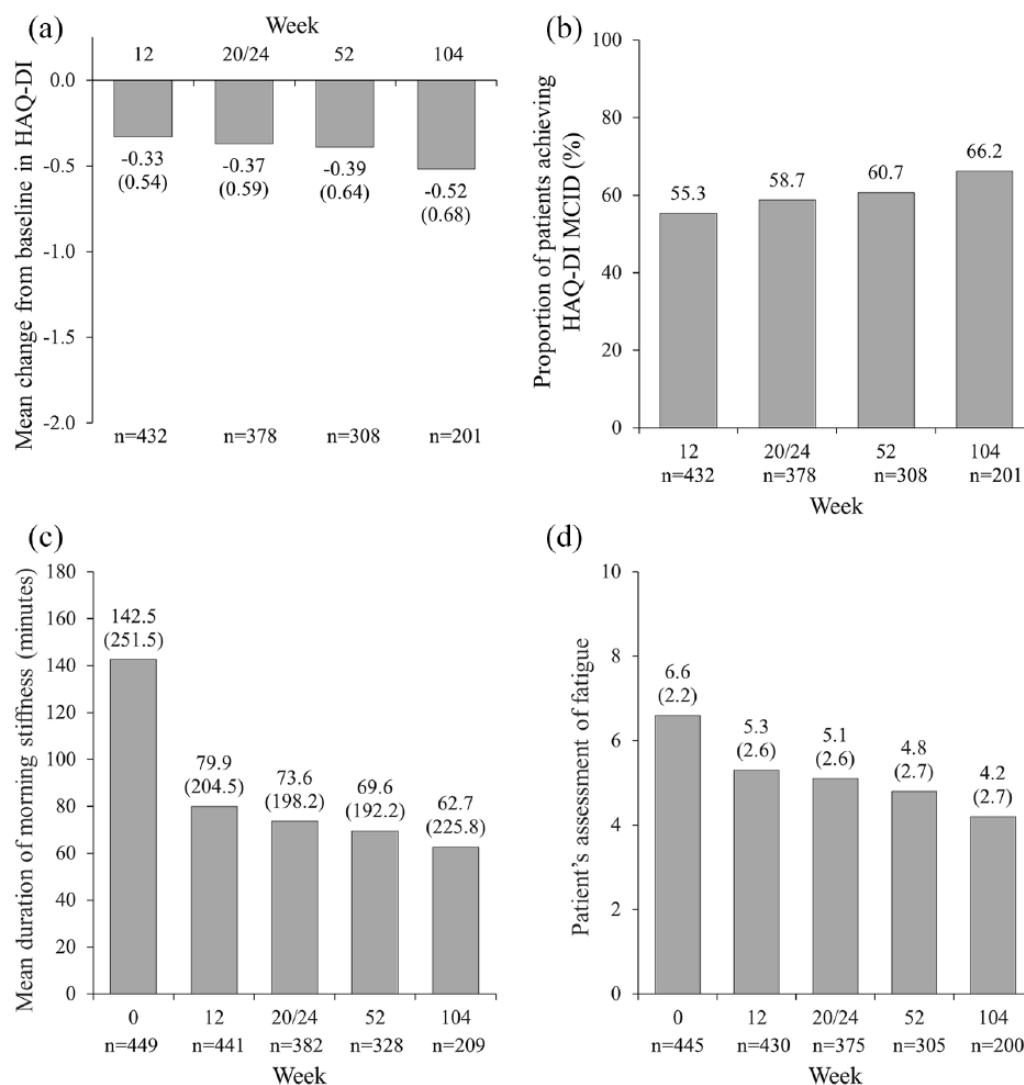 (a)
Week
12 20/24 52 104
Mean change from baseline in HAQ-DI
0.0
-0.5
-1.0
-1.5
-2.0
-0.33
(0.54)
-0.37
(0.59)
-0.39
(0.64)
-0.52
(0.68)
n=432 n=378 n=308 n=201
(b)
Proportion of patients achieving
HAQ-DI MCID (%)
100
80
60
40
20
0
55.3
58.7
60.7
66.2
12 20/24 52 104
n=432 n=378 n=308 n=201
Week
(c)
Mean duration of morning stiffness (minutes)
180
160
140
120
100
80
60
40
20
0
142.5
(251.5)
79.9
(204.5)
73.6
(198.2)
69.6
(192.2)
62.7
(225.8)
0 12 20/24 52 104
n=449 n=441 n=382 n=328 n=209
Week
(d)
Patient’s assessment of fatigue
10
8
6
4
2
0
6.6
(2.2)
5.3
(2.6)
5.1
(2.6)
4.8
(2.7)
4.2
(2.7)
0 12 20/24 52 104
n=445 n=430 n=375 n=305 n=200
Week